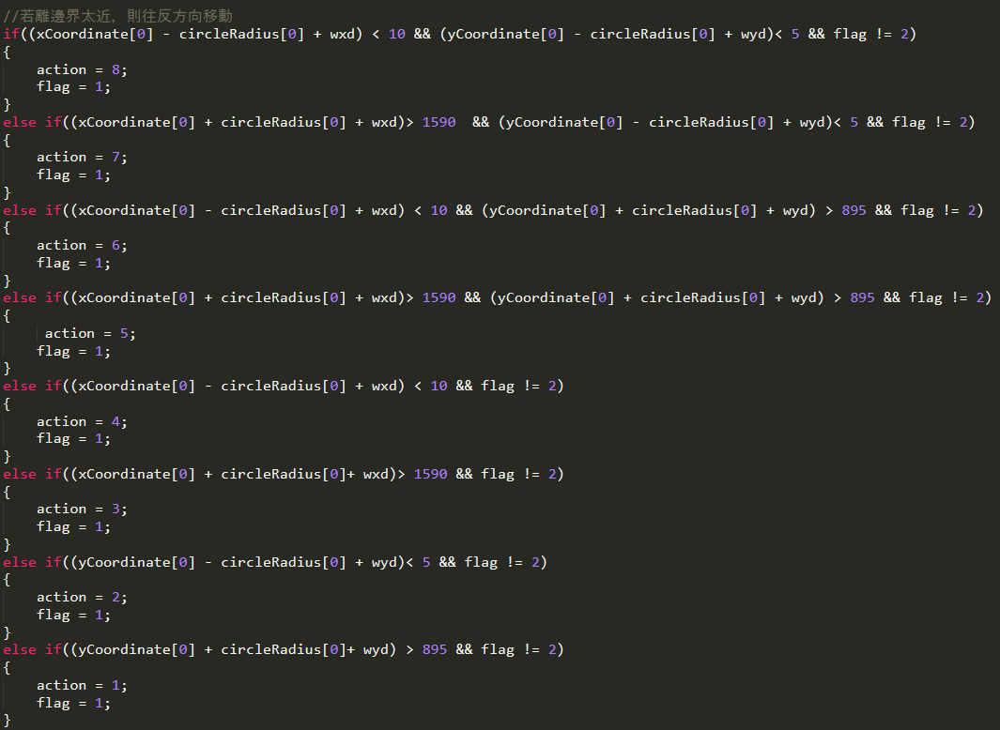 //若離邊界太近, 則往反方向移動
if((xCoordinate[0] - circleRadius[0] + wxd) < 10 && (yCoordinate[0] - circleRadius[0] + wyd)< 5 && flag != 2)
{
    action = 8;
    flag = 1;
}
else if((xCoordinate[0] + circleRadius[0] + wxd)> 1590  && (yCoordinate[0] - circleRadius[0] + wyd)< 5 && flag != 2)
{
    action = 7;
    flag = 1;
}
else if((xCoordinate[0] - circleRadius[0] + wxd) < 10 && (yCoordinate[0] + circleRadius[0] + wyd) > 895 && flag != 2)
{
    action = 6;
    flag = 1;
}
else if((xCoordinate[0] + circleRadius[0] + wxd)> 1590 && (yCoordinate[0] + circleRadius[0] + wyd) > 895 && flag != 2)
{
     action = 5;
    flag = 1;
}
else if((xCoordinate[0] - circleRadius[0] + wxd) < 10 && flag != 2)
{
    action = 4;
    flag = 1;
}
else if((xCoordinate[0] + circleRadius[0]+ wxd)> 1590 && flag != 2)
{
    action = 3;
    flag = 1;
}
else if((yCoordinate[0] - circleRadius[0] + wyd)< 5 && flag != 2)
{
    action = 2;
    flag = 1;
}
else if((yCoordinate[0] + circleRadius[0]+ wyd) > 895 && flag != 2)
{
    action = 1;
    flag = 1;
}